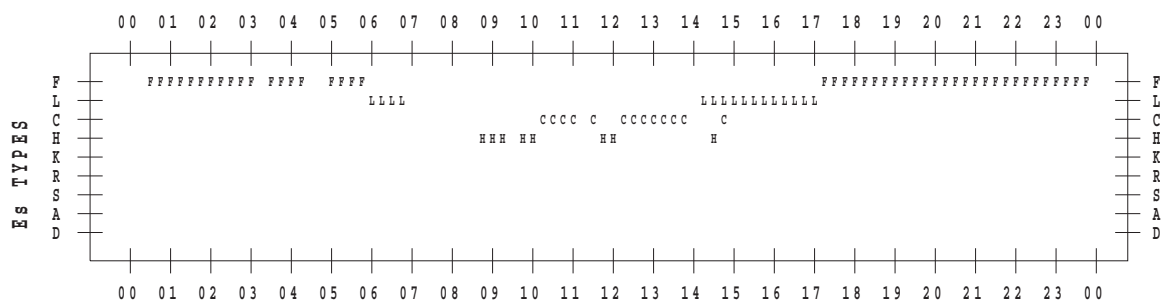 00 01 02 03 04 05 06 07 08 09 10 11 12 13 14 15 16 17 18 19 20 21 22 23 00
F FFFFFFFFFFF FFFF FFFF FFFFFFFFFFFFFFFFFFFFFFFFFFF F
L LLLL LLLLLLLLLLLL L
C CCCC C CCCCCCC C C
H HHH HH HH H H
K K
R R
S S
A A
D D
Es TYPES
00 01 02 03 04 05 06 07 08 09 10 11 12 13 14 15 16 17 18 19 20 21 22 23 00